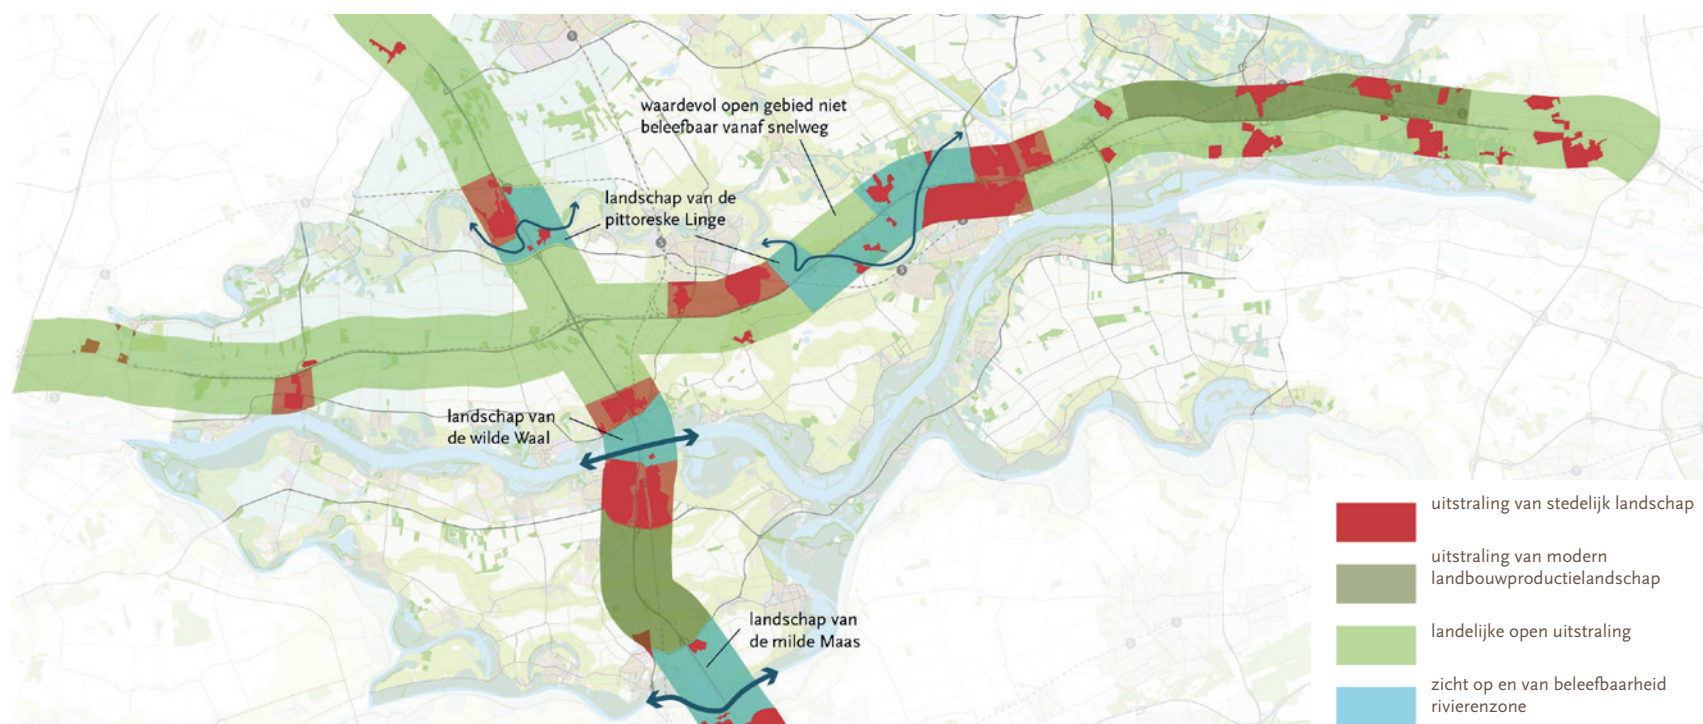 waardevol open gebied niet
beleefbaar vanaf snelweg
landschap van de
pittoreske Linge
landschap van
de wilde Waal
landschap van
de milde Maas
uitstraling van stedelijk landschap
uitstraling van modern
landbouwproductielandschap
landelijke open uitstraling
zicht op en van beleefbaarheid
rivierenzone